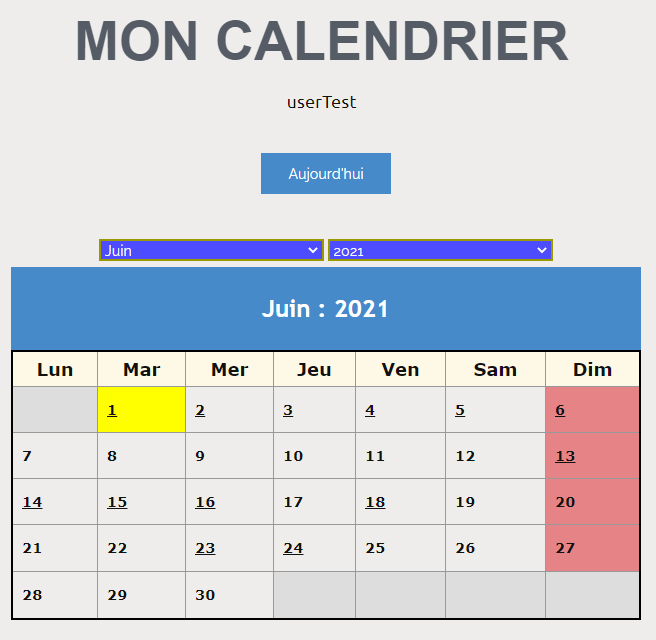 MON CALENDRIER
userTest
Aujourd'hui
Juin 2021
Juin : 2021
Lun Mar Mer Jeu Ven Sam Dim
1 2 3 4 5 6
7 8 9 10 11 12 13
14 15 16 17 18 19 20
21 22 23 24 25 26 27
28 29 30